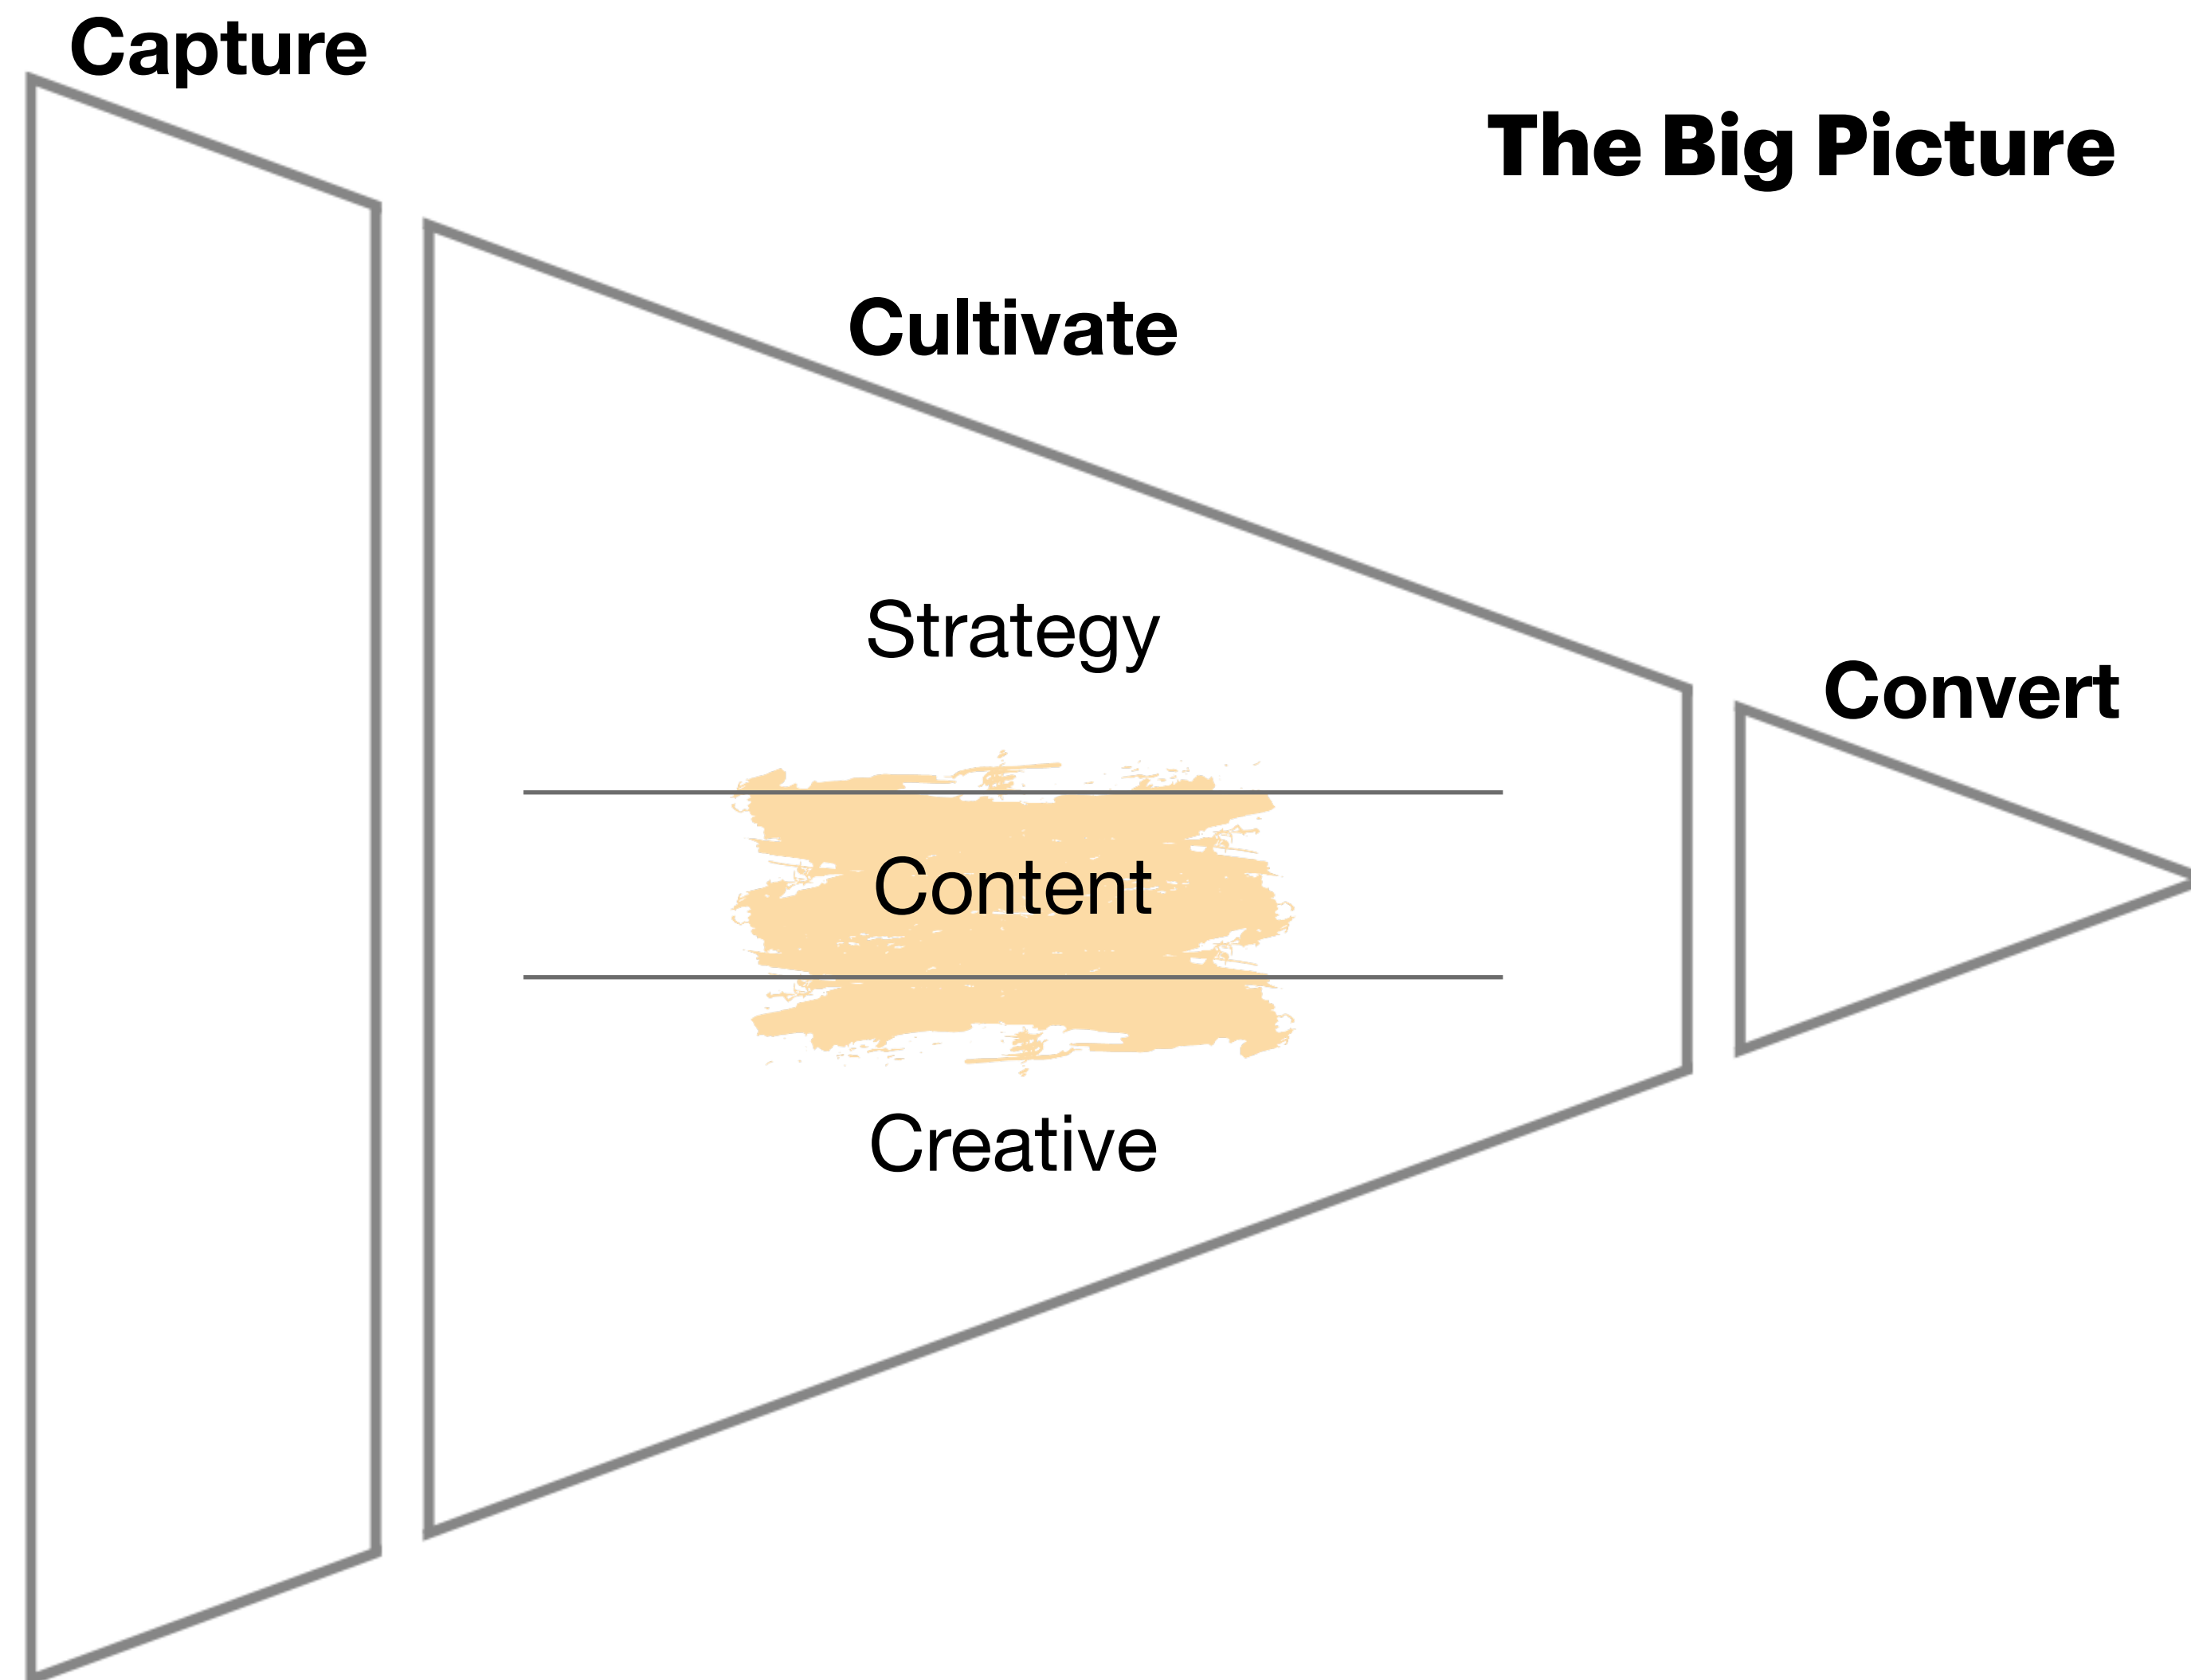 Capture
The Big Picture
Cultivate
Strategy
Content
Creative
Convert